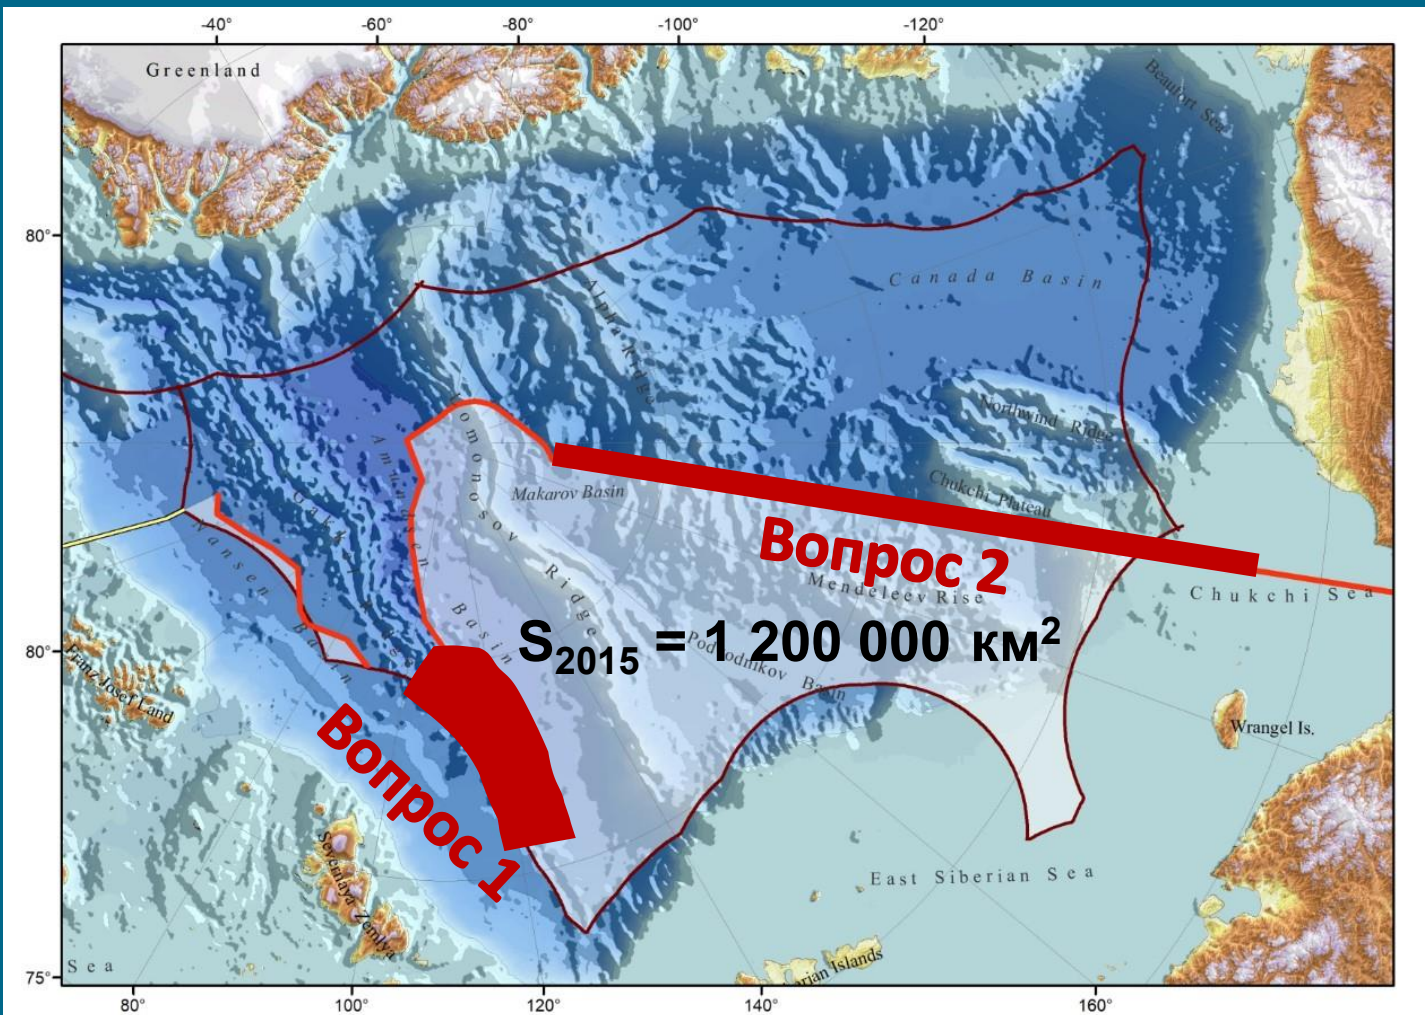 -40° -60° -80° -100° -120°
Greenland
Beaufort Sea
80°
Canada Basin
Alpha Ridge
Northwind Ridge
Lomonosov Ridge
Amundsen Basin
Makarov Basin
Chukchi Plateau
Gakkel Ridge
Nansen Basin
Вопрос 2
Mendeleev Rise
Chukchi Sea
S2015 = 1 200 000 км²
80°
Podvodnikov Basin
Franz Josef Land
Wrangel Is.
Вопрос 1
Severnaya Zemlya
East Siberian Sea
Sea
rian Islands
75°
80° 100° 120° 140° 160°